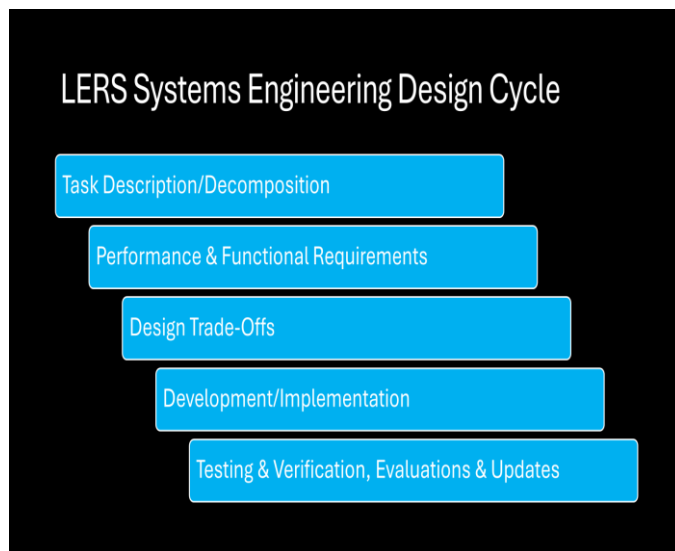 LERS Systems Engineering Design Cycle
Task Description/Decomposition
Performance & Functional Requirements
Design Trade-Offs
Development/Implementation
Testing & Verification, Evaluations & Updates